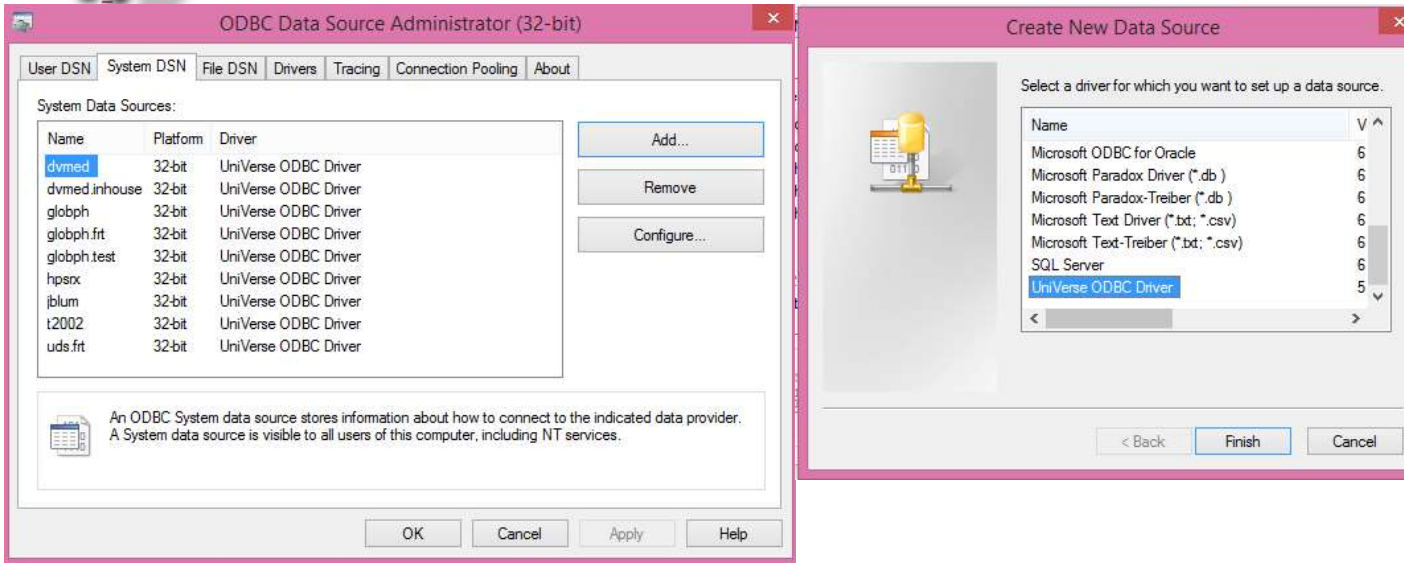 ODBC Data Source Administrator (32-bit)
User DSN System DSN File DSN Drivers Tracing Connection Pooling About
System Data Sources:
Name Platform Driver
dvmed 32-bit UniVerse ODBC Driver
dvmed.inhouse 32-bit UniVerse ODBC Driver
globph 32-bit UniVerse ODBC Driver
globph.frt 32-bit UniVerse ODBC Driver
globph.test 32-bit UniVerse ODBC Driver
hpsrx 32-bit UniVerse ODBC Driver
jblum 32-bit UniVerse ODBC Driver
t2002 32-bit UniVerse ODBC Driver
uds.frt 32-bit UniVerse ODBC Driver
Add...
Remove
Configure...
An ODBC System data source stores information about how to connect to the indicated data provider.
A System data source is visible to all users of this computer, including NT services.
OK Cancel Apply Help
Create New Data Source
Select a driver for which you want to set up a data source.
Name V
Microsoft ODBC for Oracle 6
Microsoft Paradox Driver (*.db ) 6
Microsoft Paradox-Treiber (*.db ) 6
Microsoft Text Driver (*.txt; *.csv) 6
Microsoft Text-Treiber (*.txt; *.csv) 6
SQL Server 6
UniVerse ODBC Driver 5
< Back Finish Cancel